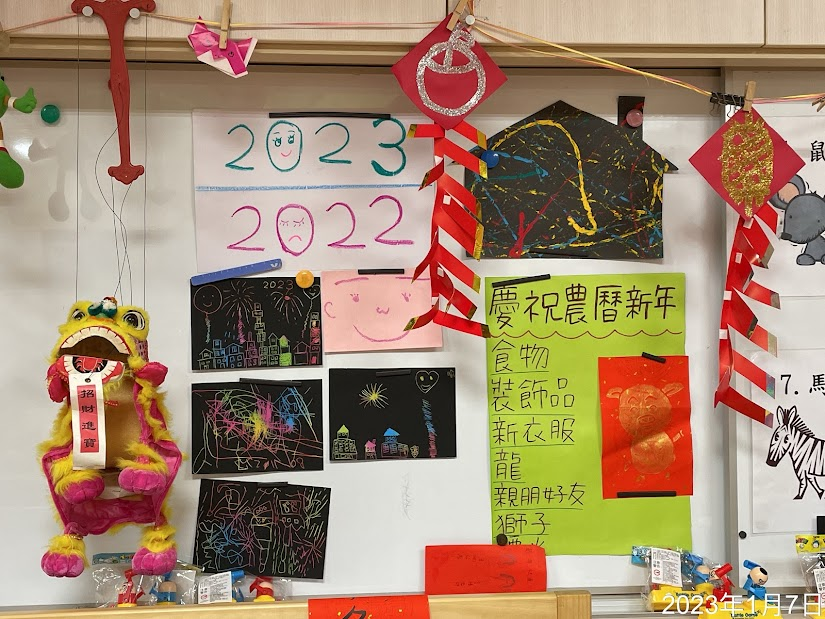 2023
2022
2023
慶祝農曆新年
食物
裝飾品
新衣服
龍
親朋好友
獅子
招財進寶
鼠
7. 馬
2023年1月7日